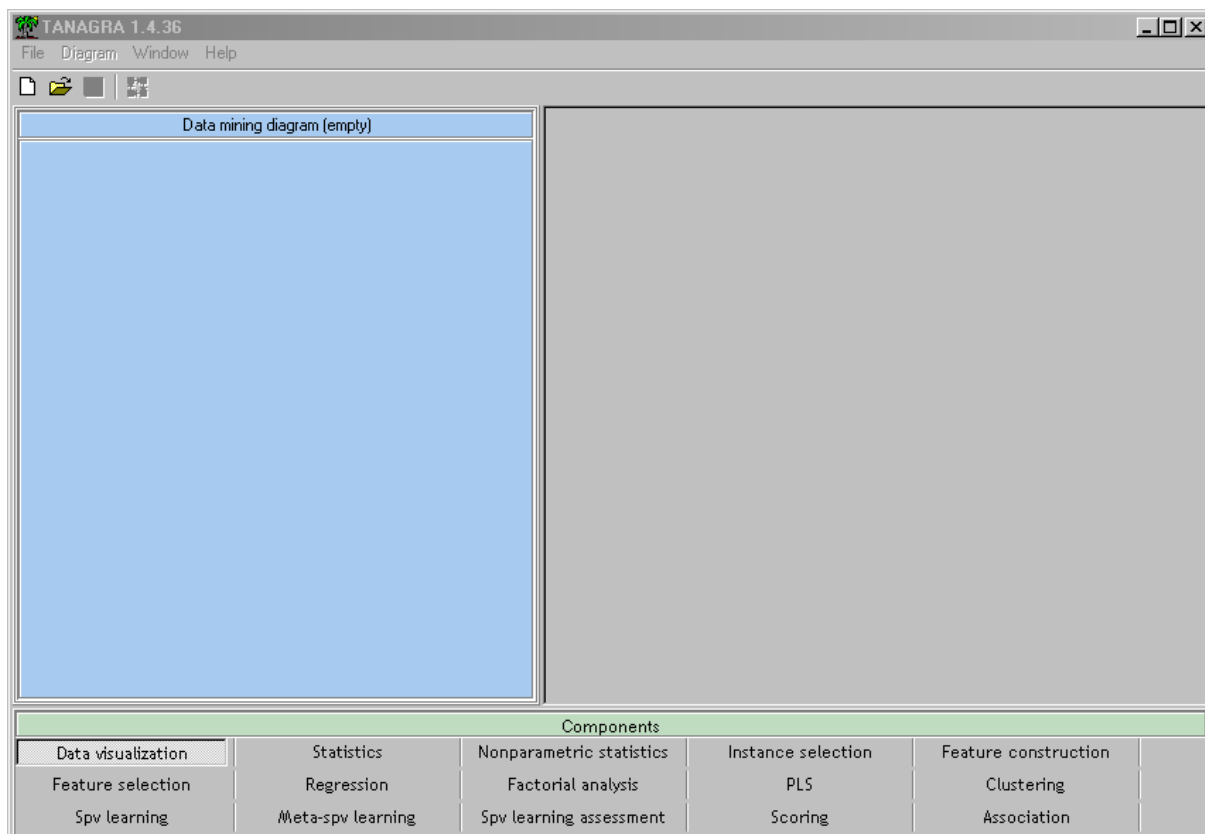 TANAGRA 1.4.36
File Diagram Window Help
Data mining diagram (empty)
Components
Data visualization Statistics Nonparametric statistics Instance selection Feature construction
Feature selection Regression Factorial analysis PLS Clustering
Spv learning Meta-spv learning Spv learning assessment Scoring Association